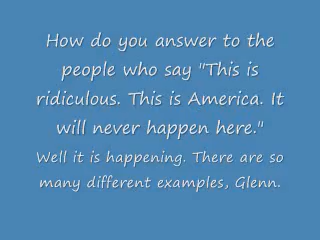 How do you answer to the
people who say "This is
ridiculous. This is America. It
will never happen here."
Well it is happening. There are so
many different examples, Glenn.